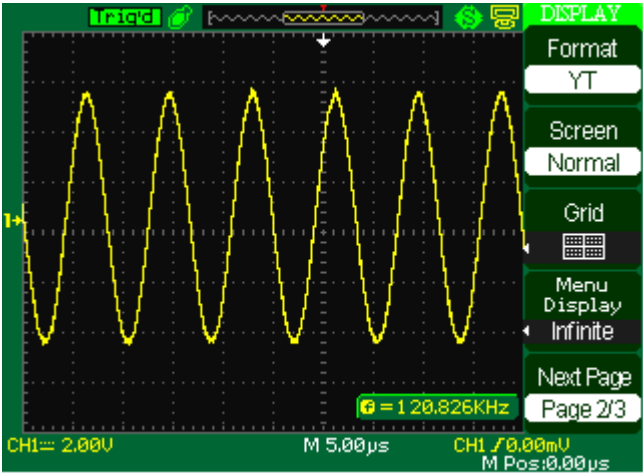 Trig'd
S
DISPLAY
Format
YT
Screen
Normal
Grid
Menu
Display
Infinite
Next Page
Page 2/3
1
f = 120.826KHz
CH1 2.00V
M 5.00µs
CH1 / 0.00mV
M Pos:0.00µs